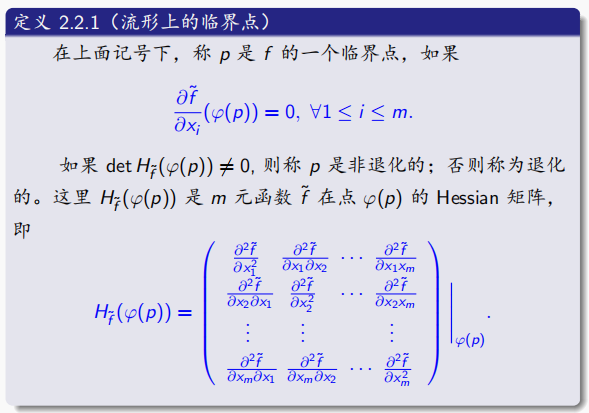 定义 2.2.1（流形上的临界点）
在上面记号下，称 p 是 f 的一个临界点，如果
$$\frac{\partial \tilde{f}}{\partial x_i}(\varphi(p)) = 0, \ \forall 1 \le i \le m.$$
如果 det $H_{\tilde{f}}(\varphi(p)) \ne 0$, 则称 p 是非退化的；否则称为退化
的。这里 $H_{\tilde{f}}(\varphi(p))$ 是 m 元函数 $\tilde{f}$ 在点 $\varphi(p)$ 的 Hessian 矩阵，
即
$$H_{\tilde{f}}(\varphi(p)) = \left. \begin{pmatrix} \frac{\partial^2 \tilde{f}}{\partial x_1^2} & \frac{\partial^2 \tilde{f}}{\partial x_1 \partial x_2} & \cdots & \frac{\partial^2 \tilde{f}}{\partial x_1 x_m} \\ \frac{\partial^2 \tilde{f}}{\partial x_2 \partial x_1} & \frac{\partial^2 \tilde{f}}{\partial x_2^2} & \cdots & \frac{\partial^2 \tilde{f}}{\partial x_2 x_m} \\ \vdots & \vdots & & \vdots \\ \frac{\partial^2 \tilde{f}}{\partial x_m \partial x_1} & \frac{\partial^2 \tilde{f}}{\partial x_m \partial x_2} & \cdots & \frac{\partial^2 \tilde{f}}{\partial x_m^2} \end{pmatrix} \right|_{\varphi(p)}.$$